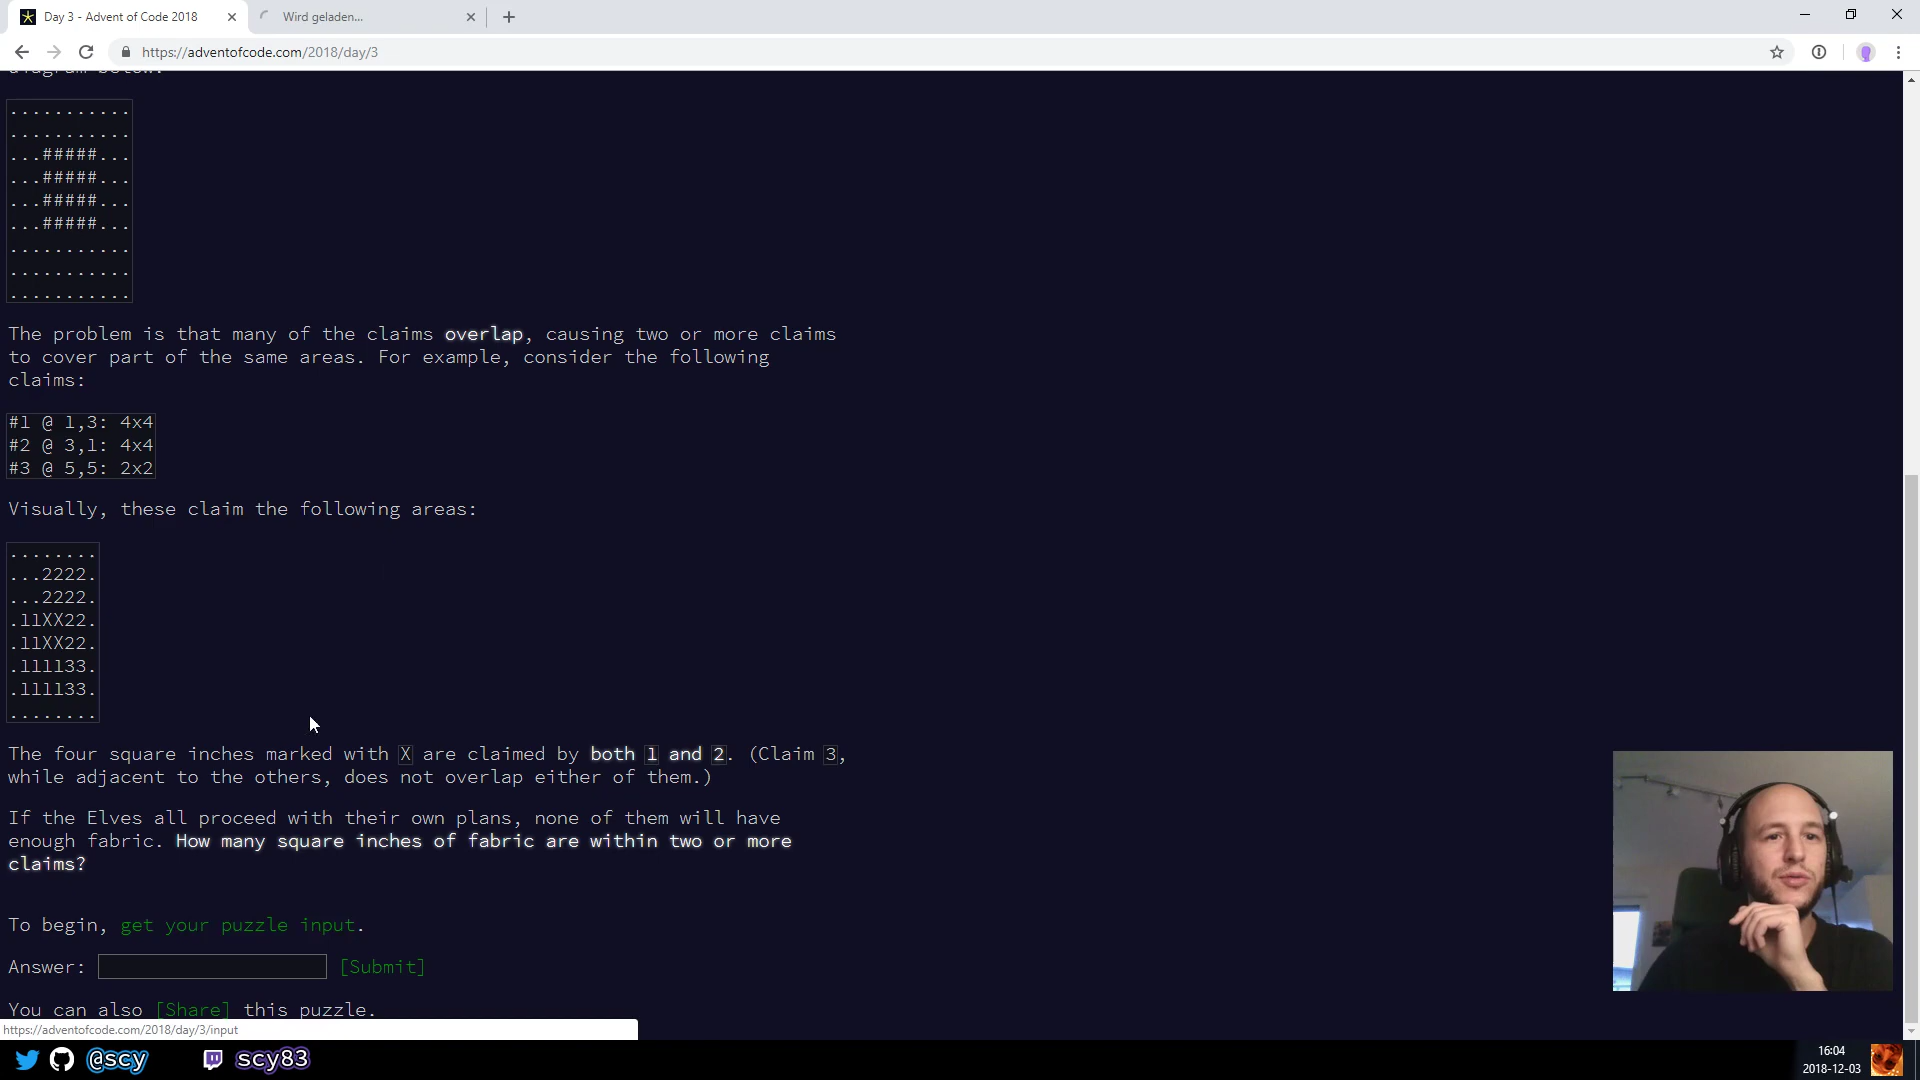 Day 3 - Advent of Code 2018
Wird geladen...
https://adventofcode.com/2018/day/3
diagram below:
...........
...........
...#####...
...#####...
...#####...
...#####...
...........
...........
...........
The problem is that many of the claims overlap, causing two or more claims
to cover part of the same areas. For example, consider the following
claims:
#1 @ 1,3: 4x4
#2 @ 3,1: 4x4
#3 @ 5,5: 2x2
Visually, these claim the following areas:
........
...2222.
...2222.
.11XX22.
.11XX22.
.111133.
.111133.
........
The four square inches marked with X are claimed by both 1 and 2. (Claim 3,
while adjacent to the others, does not overlap either of them.)
If the Elves all proceed with their own plans, none of them will have
enough fabric. How many square inches of fabric are within two or more
claims?
To begin, get your puzzle input.
Answer: [Submit]
You can also [Share] this puzzle.
https://adventofcode.com/2018/day/3/input
@scy scy83
16:04
2018-12-03